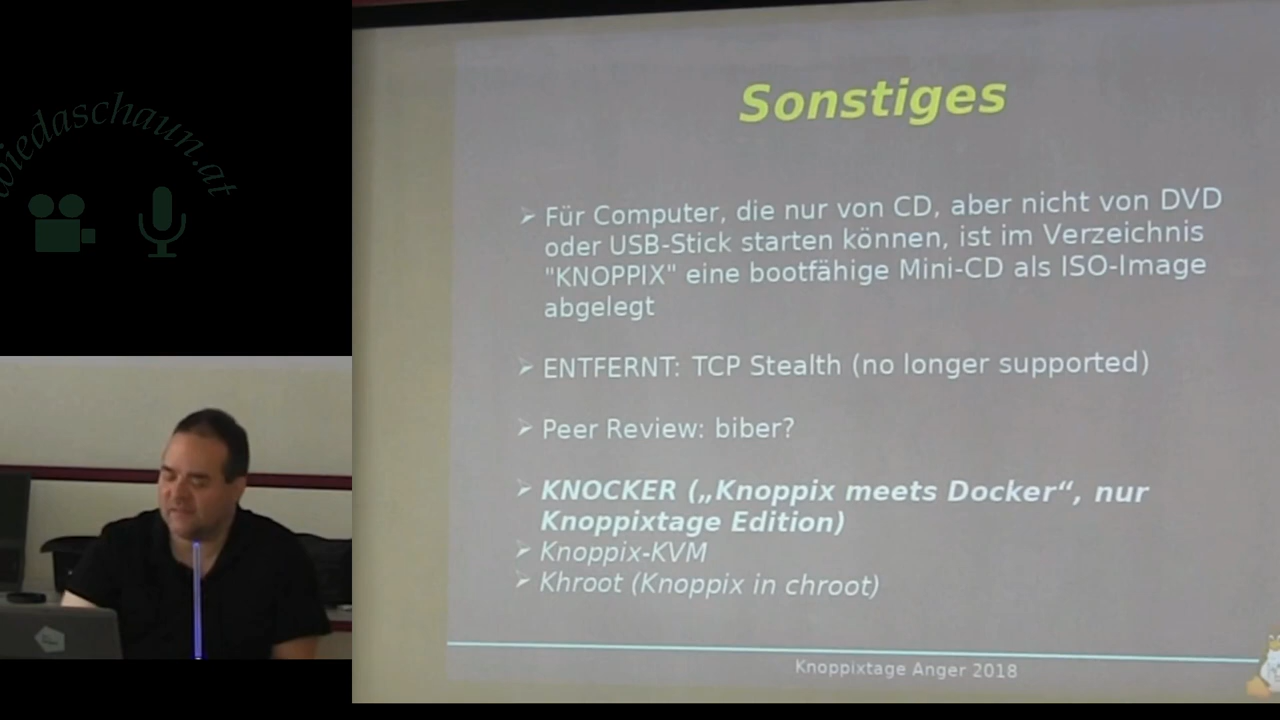 wiedaschaun.at
Sonstiges
➢ Für Computer, die nur von CD, aber nicht von DVD
oder USB-Stick starten können, ist im Verzeichnis
"KNOPPIX" eine bootfähige Mini-CD als ISO-Image
abgelegt
➢ ENTFERNT: TCP Stealth (no longer supported)
➢ Peer Review: biber?
➢ KNOCKER („Knoppix meets Docker“, nur
Knoppixtage Edition)
➢ Knoppix-KVM
➢ Khroot (Knoppix in chroot)
Knoppixtage Anger 2018